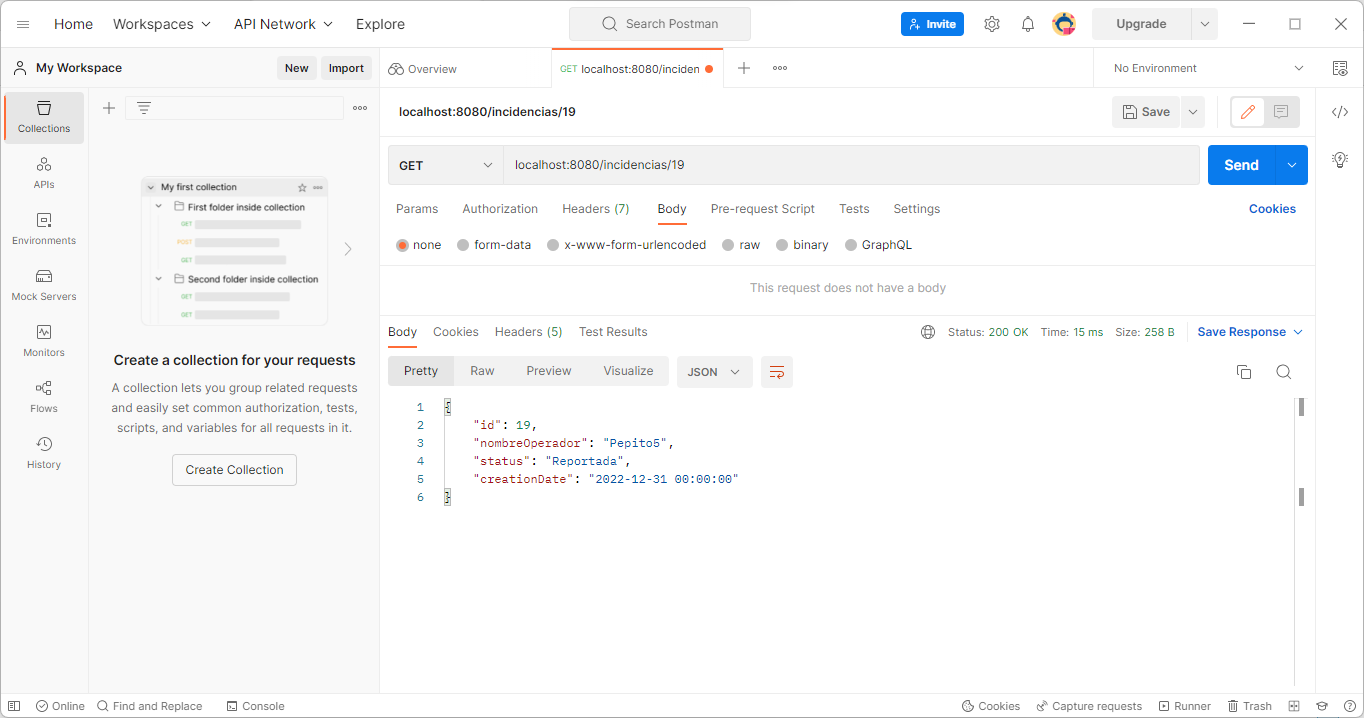 Home Workspaces API Network Explore Search Postman Invite Upgrade
My Workspace New Import Overview GET localhost:8080/inciden No Environment
Collections
APIs
Environments
Mock Servers
Monitors
Flows
History
My first collection
First folder inside collection
GET
POST
GET
Second folder inside collection
GET
GET
Create a collection for your requests
A collection lets you group related requests
and easily set common authorization, tests,
scripts, and variables for all requests in it.
Create Collection
localhost:8080/incidencias/19 Save
GET localhost:8080/incidencias/19 Send
Params Authorization Headers (7) Body Pre-request Script Tests Settings Cookies
none form-data x-www-form-urlencoded raw binary GraphQL
This request does not have a body
Body Cookies Headers (5) Test Results Status: 200 OK Time: 15 ms Size: 258 B Save Response
Pretty Raw Preview Visualize JSON
1 {
2 "id": 19,
3 "nombreOperador": "Pepito5",
4 "status": "Reportada",
5 "creationDate": "2022-12-31 00:00:00"
6 }
Online Find and Replace Console Cookies Capture requests Runner Trash